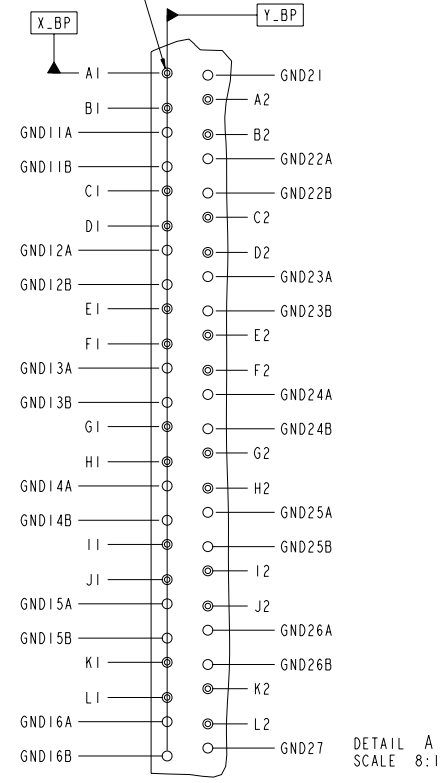 X_BP
Y_BP
A1
GND21
B1
A2
GND11A
B2
GND11B
GND22A
C1
GND22B
D1
C2
GND12A
D2
GND12B
GND23A
E1
GND23B
F1
E2
GND13A
F2
GND13B
GND24A
G1
GND24B
H1
G2
GND14A
H2
GND14B
GND25A
I1
GND25B
J1
I2
GND15A
J2
GND15B
GND26A
K1
GND26B
L1
K2
GND16A
L2
GND16B
GND27
DETAIL A
SCALE 8:1